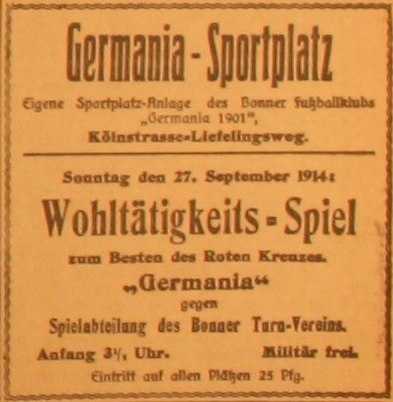 Germania - Sportplatz
Eigene Sportplatz-Anlage des Bonner Fußballklubs
„Germania 1901“,
Kölnstrasse-Liefelingsweg.
Sonntag den 27. September 1914:
Wohltätigkeits - Spiel
zum Besten des Roten Kreuzes.
„Germania“
gegen
Spielabteilung des Bonner Turn-Vereins.
Anfang 3½ Uhr. Militär frei.
Eintritt auf allen Plätzen 25 Pfg.